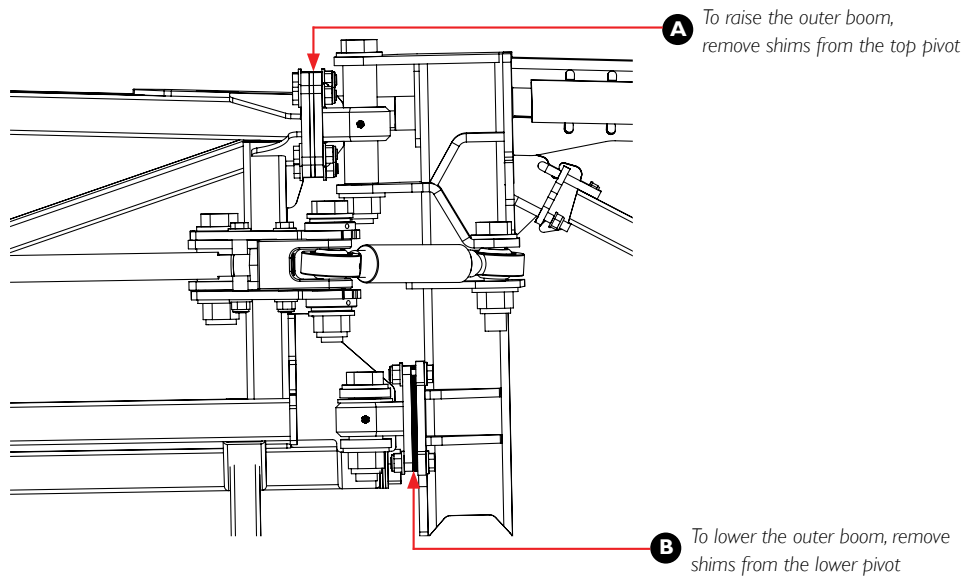 A
To raise the outer boom,
remove shims from the top pivot
B
To lower the outer boom, remove
shims from the lower pivot